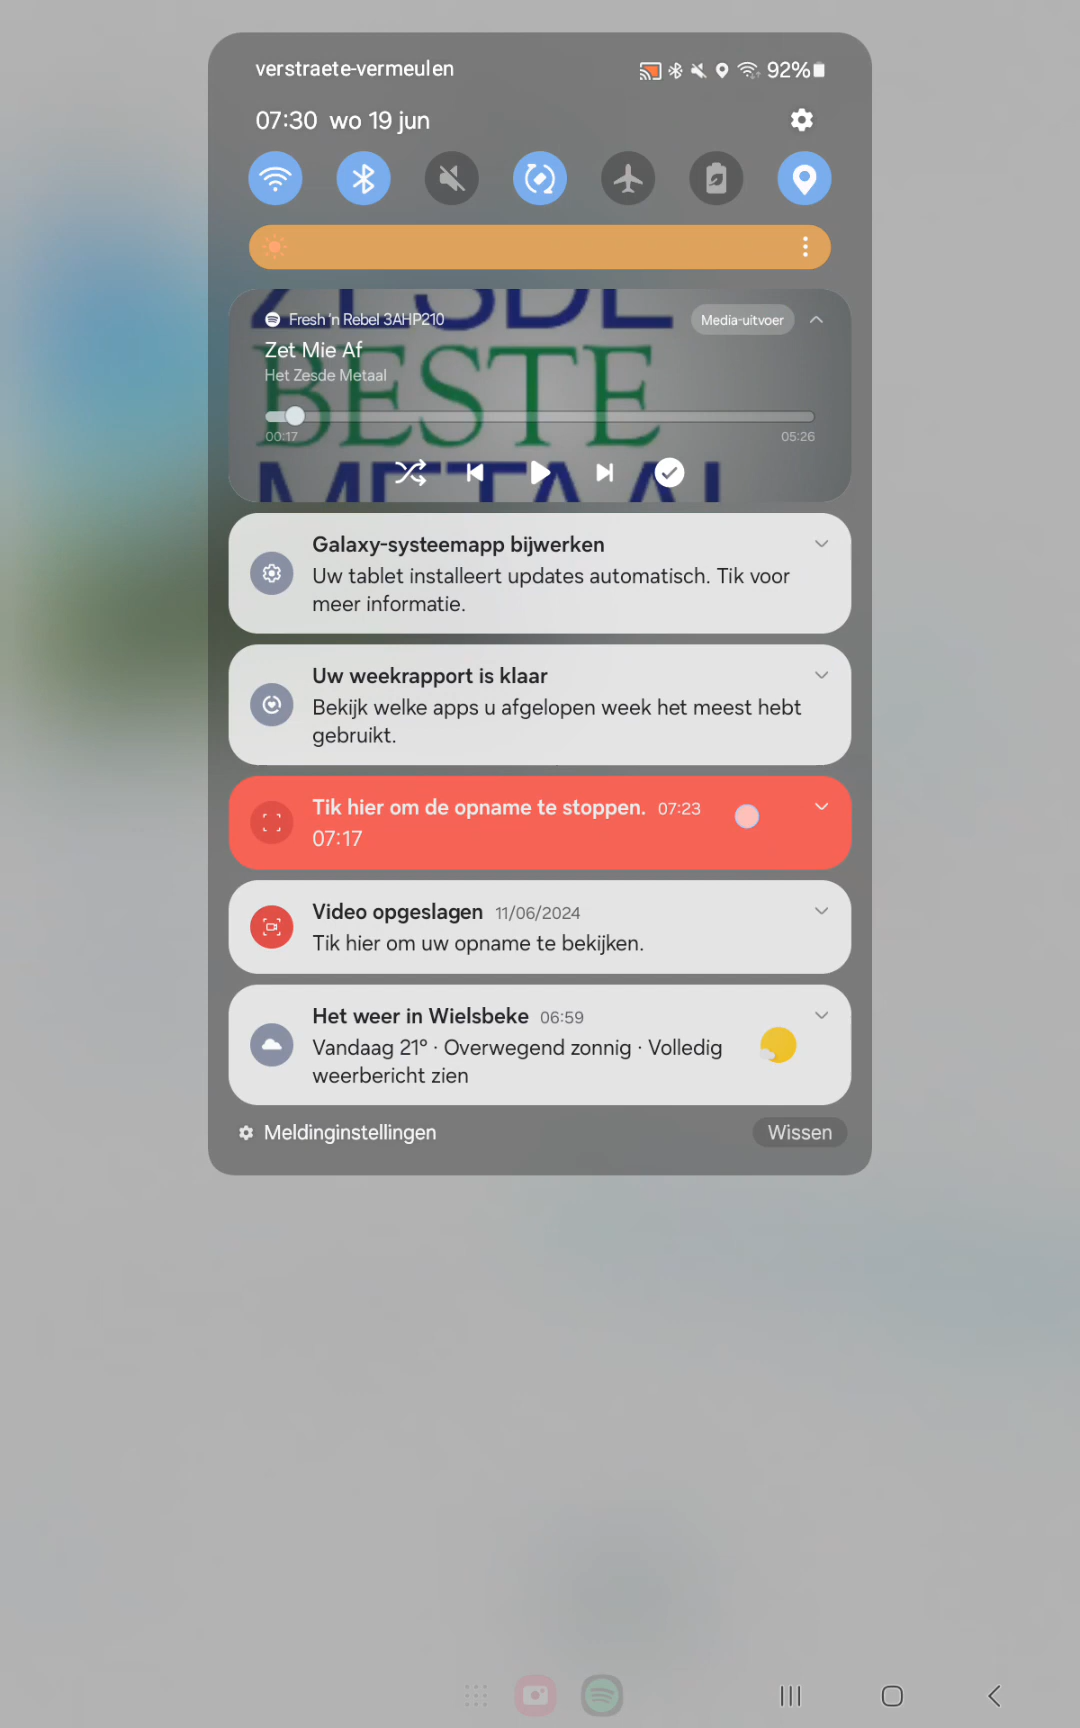 verstraete-vermeulen
92%
07:30 wo 19 jun
ZESDE
Fresh 'n Rebel 3AHP210
Media-uitvoer
Zet Mie Af
Het Zesde Metaal
BESTE
00:17
05:26
METAAL
Galaxy-systeemapp bijwerken
Uw tablet installeert updates automatisch. Tik voor
meer informatie.
Uw weekrapport is klaar
Bekijk welke apps u afgelopen week het meest hebt
gebruikt.
Tik hier om de opname te stoppen. 07:23
07:17
Video opgeslagen 11/06/2024
Tik hier om uw opname te bekijken.
Het weer in Wielsbeke 06:59
Vandaag 21° · Overwegend zonnig · Volledig
weerbericht zien
Meldinginstellingen
Wissen